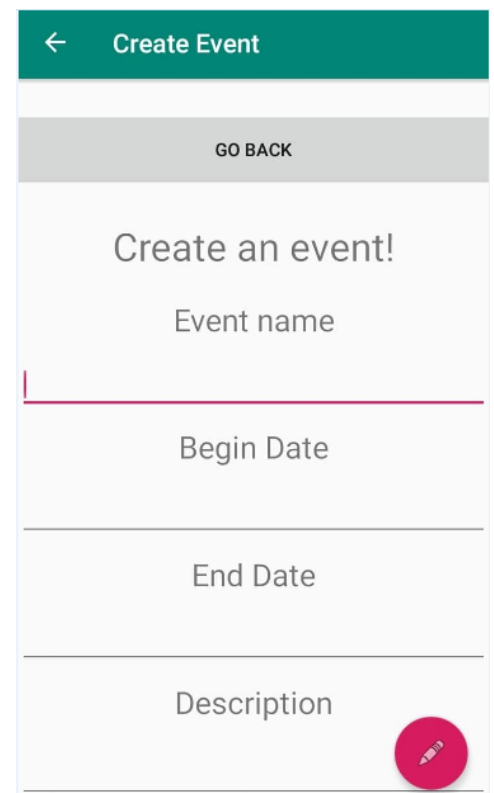 Create Event
GO BACK
Create an event!
Event name
Begin Date
End Date
Description